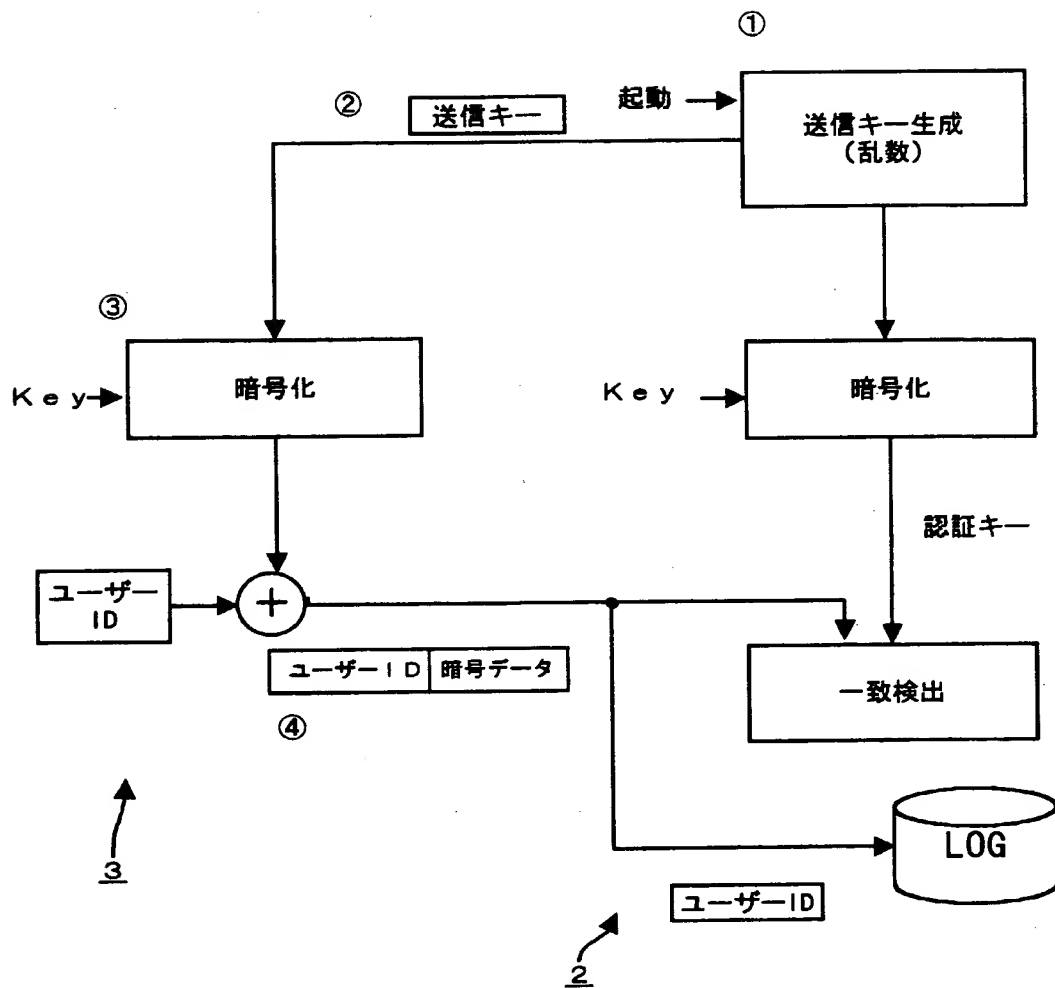 ①
② 送信キー 起動
送信キー生成
(乱数)
③
Key 暗号化
Key 暗号化
認証キー
ユーザー
ID
+
ユーザーID 暗号データ
一致検出
④
LOG
3
ユーザーID
2